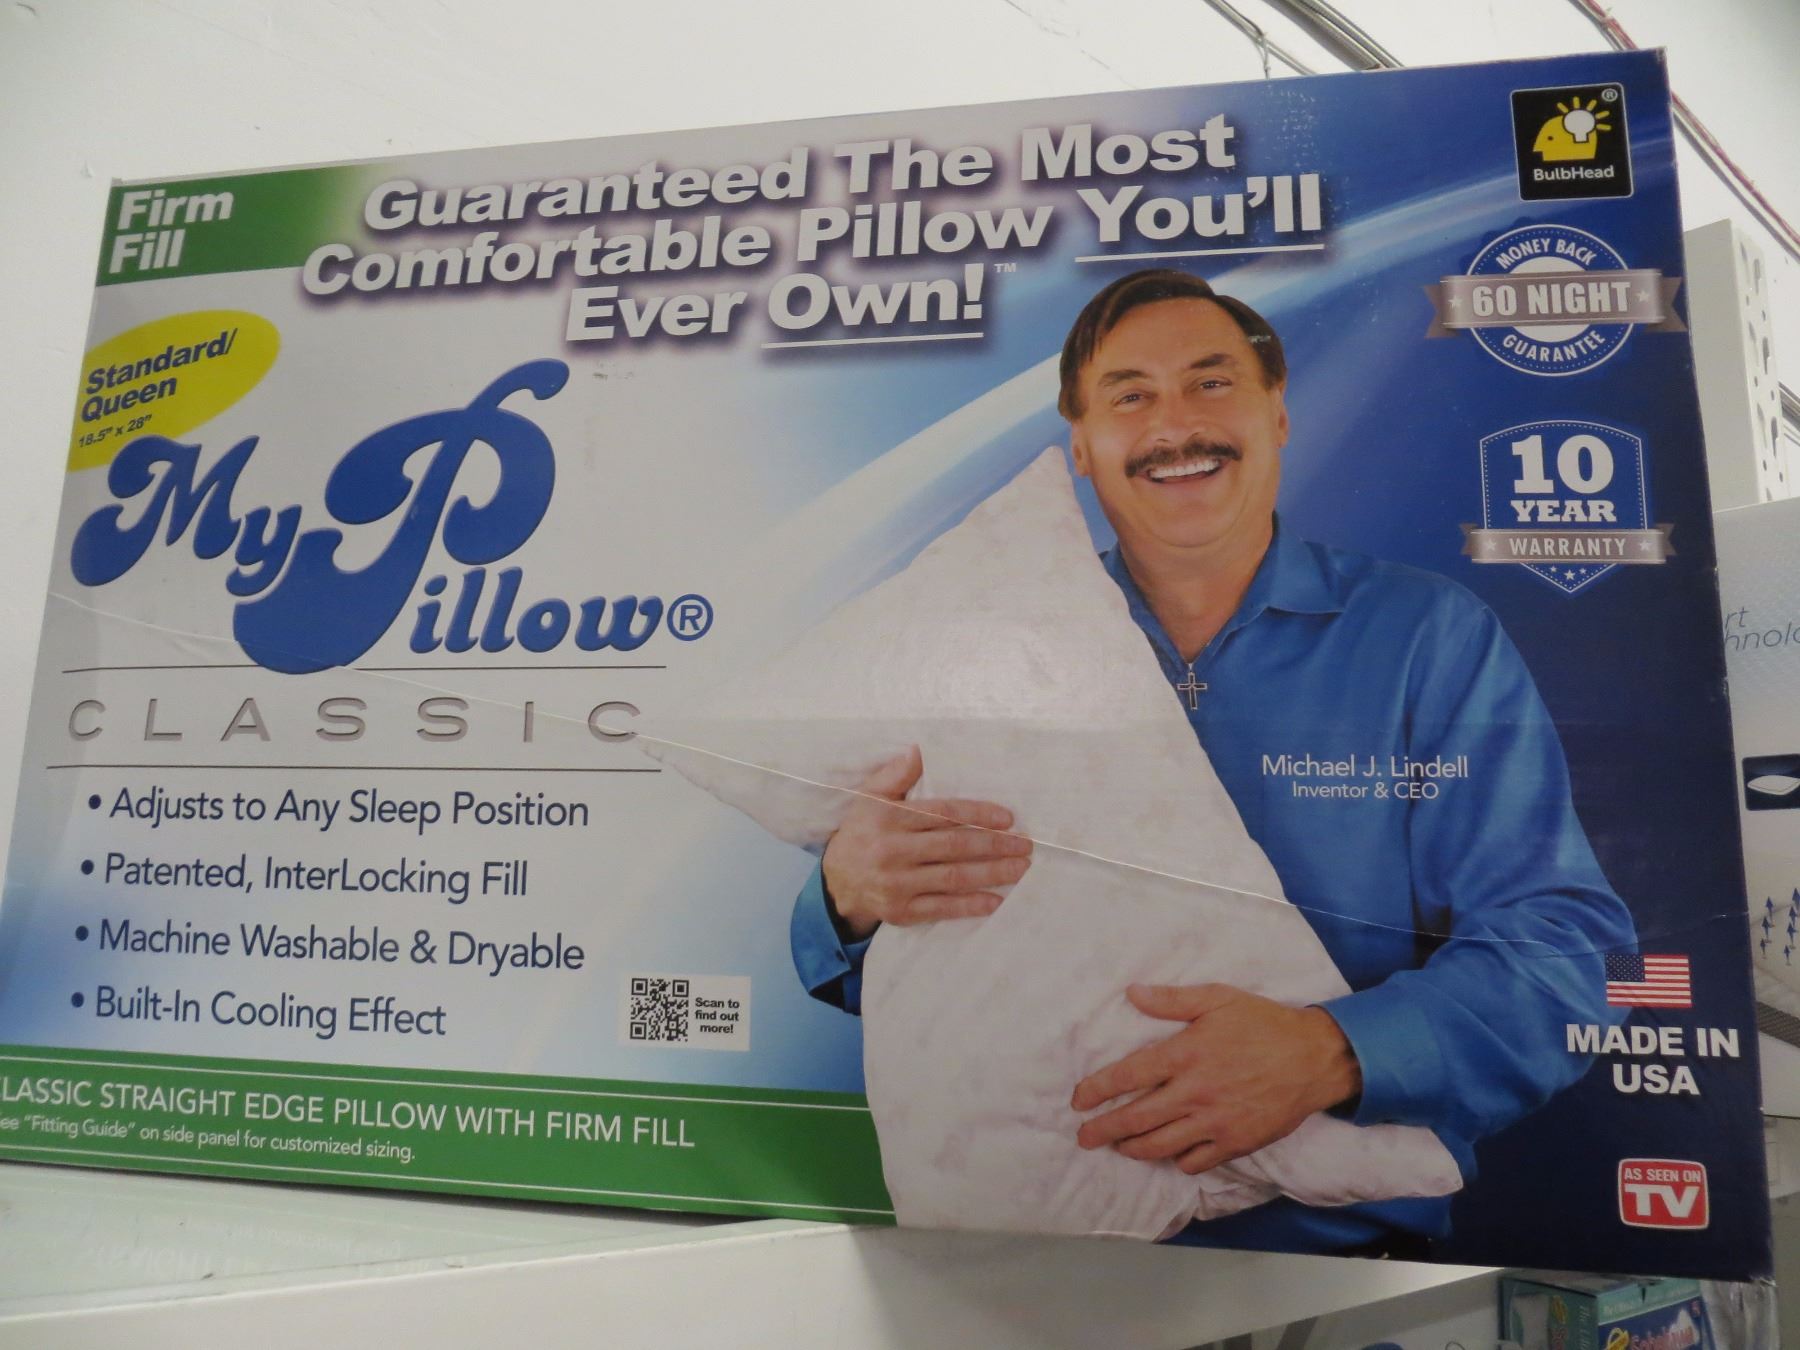 Firm
Fill
Guaranteed The Most
Comfortable Pillow You'll
Ever Own!™
BulbHead®
MONEY BACK
60 NIGHT
GUARANTEE
10
YEAR
WARRANTY
Standard/
Queen
18.5" x 28"
MyPillow®
CLASSIC
• Adjusts to Any Sleep Position
• Patented, InterLocking Fill
• Machine Washable & Dryable
• Built-In Cooling Effect
Scan to
find out
more!
Michael J. Lindell
Inventor & CEO
MADE IN
USA
AS SEEN ON
TV
LASSIC STRAIGHT EDGE PILLOW WITH FIRM FILL
ee "Fitting Guide" on side panel for customized sizing.
rt
hnolo